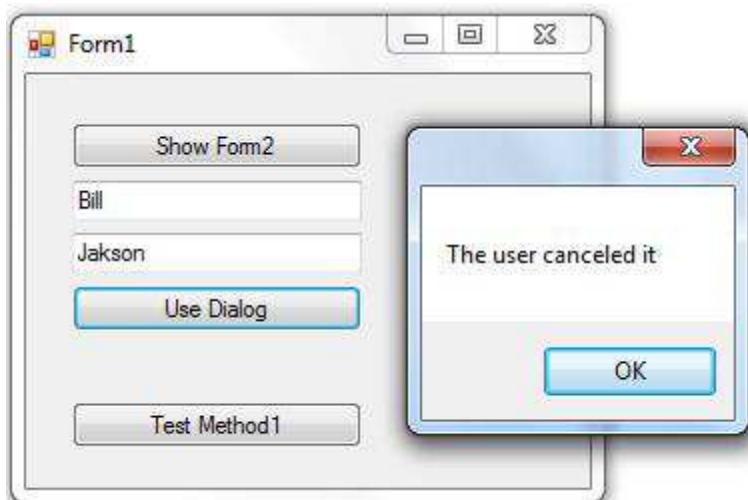 Form1
Show Form2
Bill
Jakson
Use Dialog
Test Method1
The user canceled it
OK